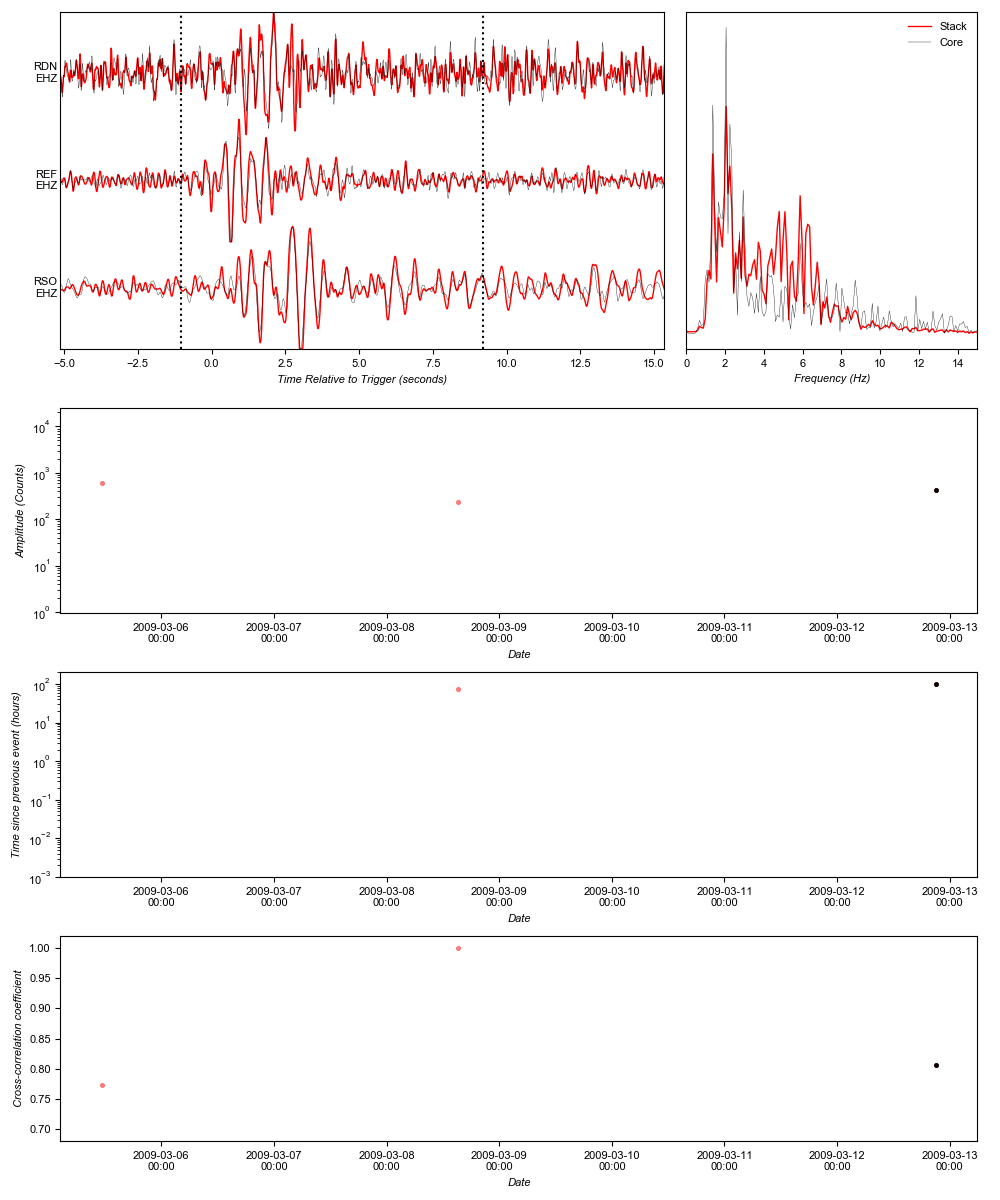 RDN
EHZ
REF
EHZ
RSO
EHZ
−5.0 −2.5 0.0 2.5 5.0 7.5 10.0 12.5 15.0
Time Relative to Trigger (seconds)
Stack
Core
0 2 4 6 8 10 12 14
Frequency (Hz)
10⁴
10³
10²
10¹
10⁰
Amplitude (Counts)
2009-03-06 2009-03-07 2009-03-08 2009-03-09 2009-03-10 2009-03-11 2009-03-12 2009-03-13
00:00 00:00 00:00 00:00 00:00 00:00 00:00 00:00
Date
10²
10¹
10⁰
10⁻¹
10⁻²
10⁻³
Time since previous event (hours)
2009-03-06 2009-03-07 2009-03-08 2009-03-09 2009-03-10 2009-03-11 2009-03-12 2009-03-13
00:00 00:00 00:00 00:00 00:00 00:00 00:00 00:00
Date
1.00
0.95
0.90
0.85
0.80
0.75
0.70
Cross-correlation coefficient
2009-03-06 2009-03-07 2009-03-08 2009-03-09 2009-03-10 2009-03-11 2009-03-12 2009-03-13
00:00 00:00 00:00 00:00 00:00 00:00 00:00 00:00
Date